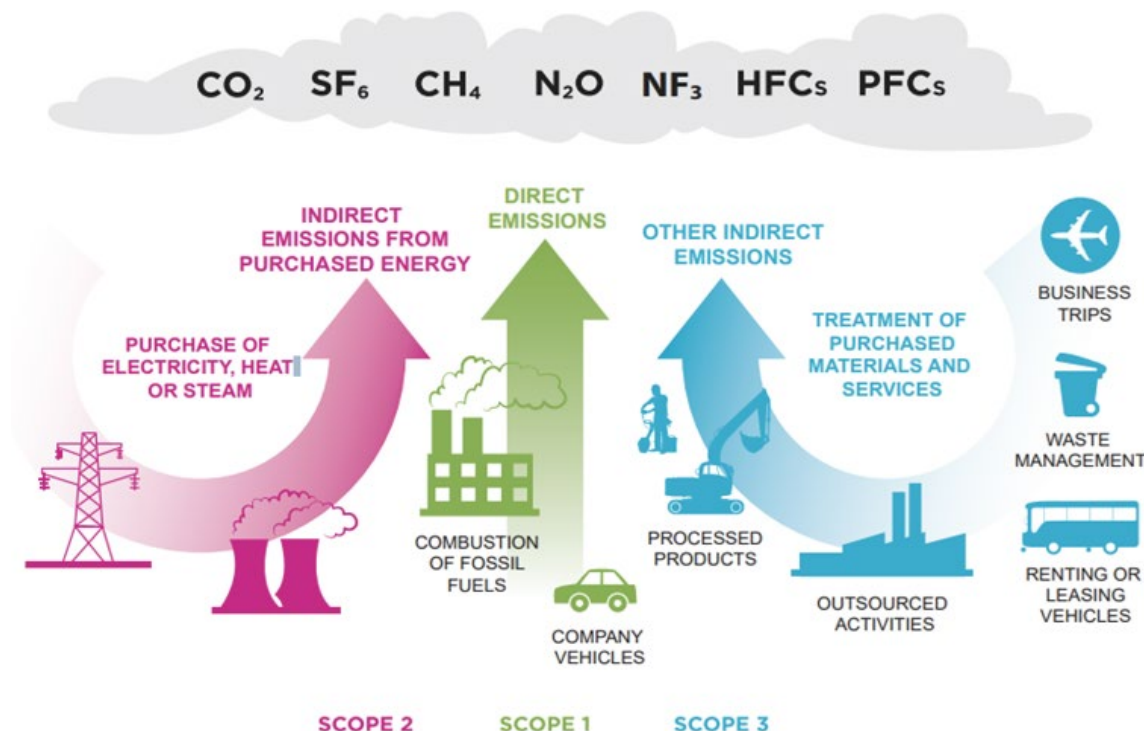 CO₂ SF₆ CH₄ N₂O NF₃ HFCs PFCs
INDIRECT
EMISSIONS FROM
PURCHASED ENERGY
DIRECT
EMISSIONS
OTHER INDIRECT
EMISSIONS
PURCHASE OF
ELECTRICITY, HEAT
OR STEAM
TREATMENT OF
PURCHASED
MATERIALS AND
SERVICES
BUSINESS
TRIPS
WASTE
MANAGEMENT
COMBUSTION
OF FOSSIL
FUELS
COMPANY
VEHICLES
PROCESSED
PRODUCTS
OUTSOURCED
ACTIVITIES
RENTING OR
LEASING
VEHICLES
SCOPE 2 SCOPE 1 SCOPE 3